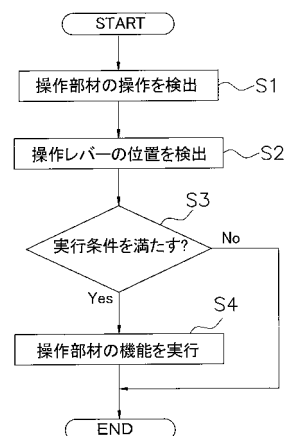 START
操作部材の操作を検出
S1
操作レバーの位置を検出
S2
S3
実行条件を満たす?
No
Yes
S4
操作部材の機能を実行
END